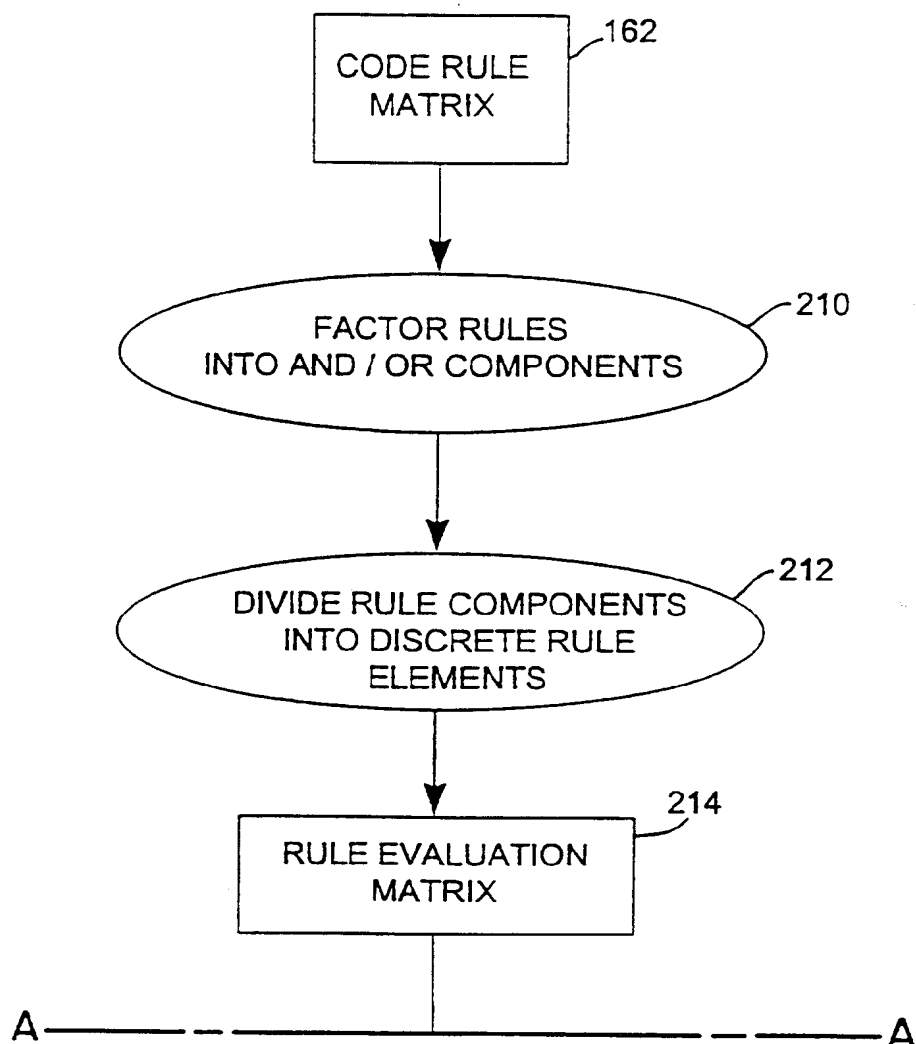 162
CODE RULE
MATRIX
210
FACTOR RULES
INTO AND / OR COMPONENTS
212
DIVIDE RULE COMPONENTS
INTO DISCRETE RULE
ELEMENTS
214
RULE EVALUATION
MATRIX
A A